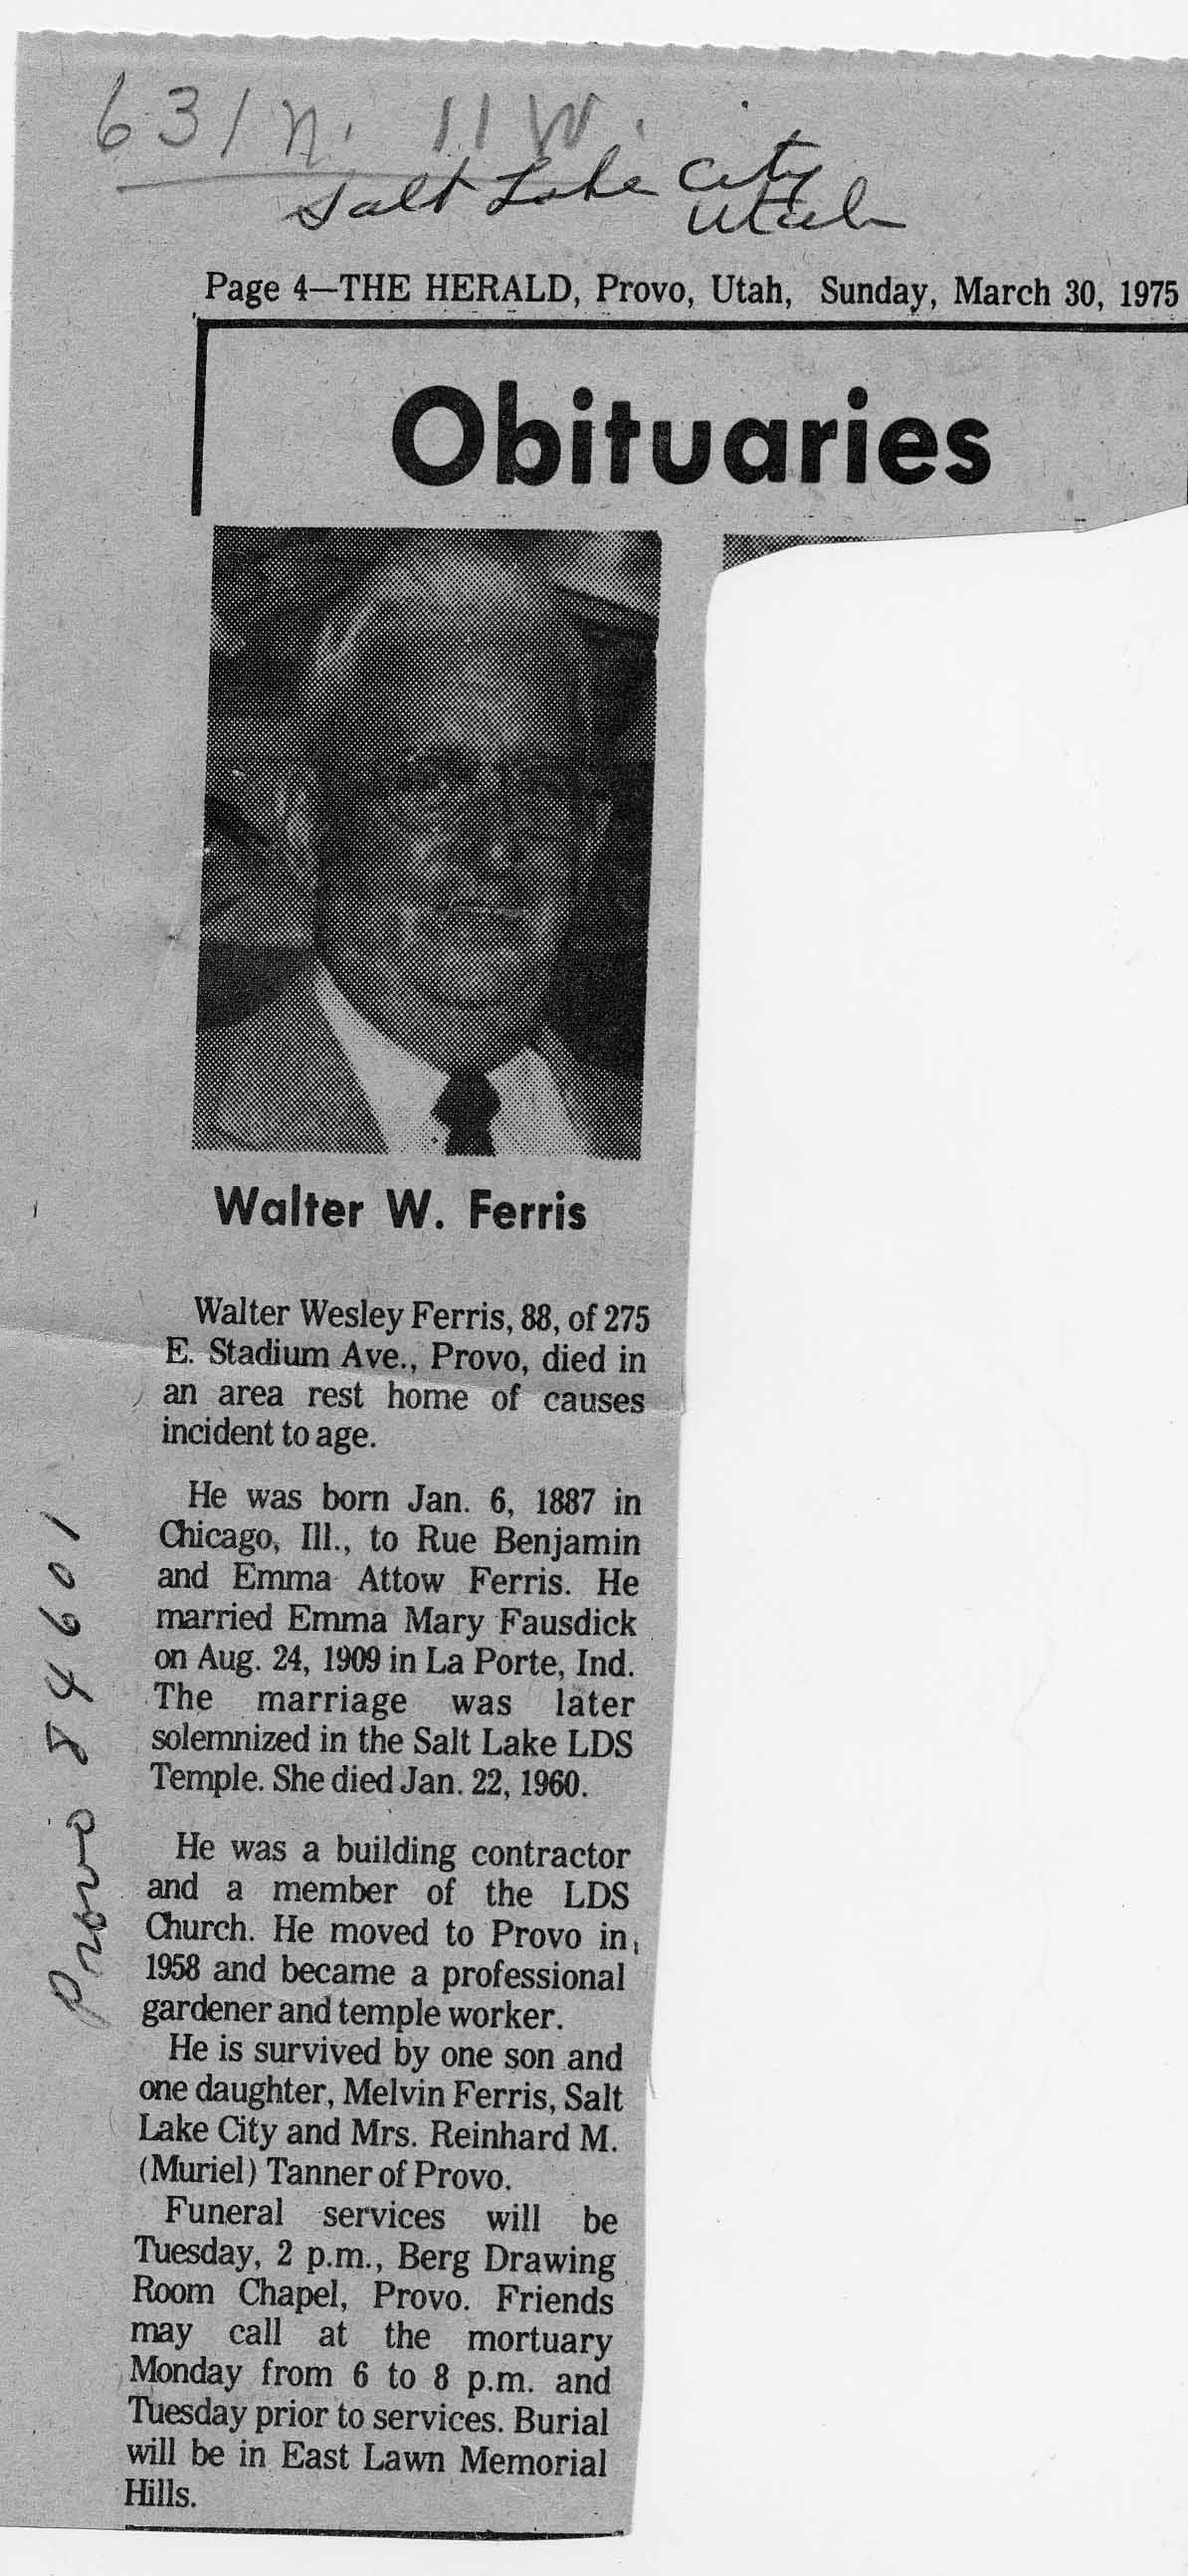 631 N. 11 W.
Salt Lake City
Utah
Page 4—THE HERALD, Provo, Utah, Sunday, March 30, 1975
Obituaries
Walter W. Ferris
Walter Wesley Ferris, 88, of 275
E. Stadium Ave., Provo, died in
an area rest home of causes
incident to age.
He was born Jan. 6, 1887 in
Chicago, Ill., to Rue Benjamin
and Emma Attow Ferris. He
married Emma Mary Fausdick
on Aug. 24, 1909 in La Porte, Ind.
The marriage was later
solemnized in the Salt Lake LDS
Temple. She died Jan. 22, 1960.
He was a building contractor
and a member of the LDS
Church. He moved to Provo in
1958 and became a professional
gardener and temple worker.
He is survived by one son and
one daughter, Melvin Ferris, Salt
Lake City and Mrs. Reinhard M.
(Muriel) Tanner of Provo.
Funeral services will be
Tuesday, 2 p.m., Berg Drawing
Room Chapel, Provo. Friends
may call at the mortuary
Monday from 6 to 8 p.m. and
Tuesday prior to services. Burial
will be in East Lawn Memorial
Hills.
Provo 84601